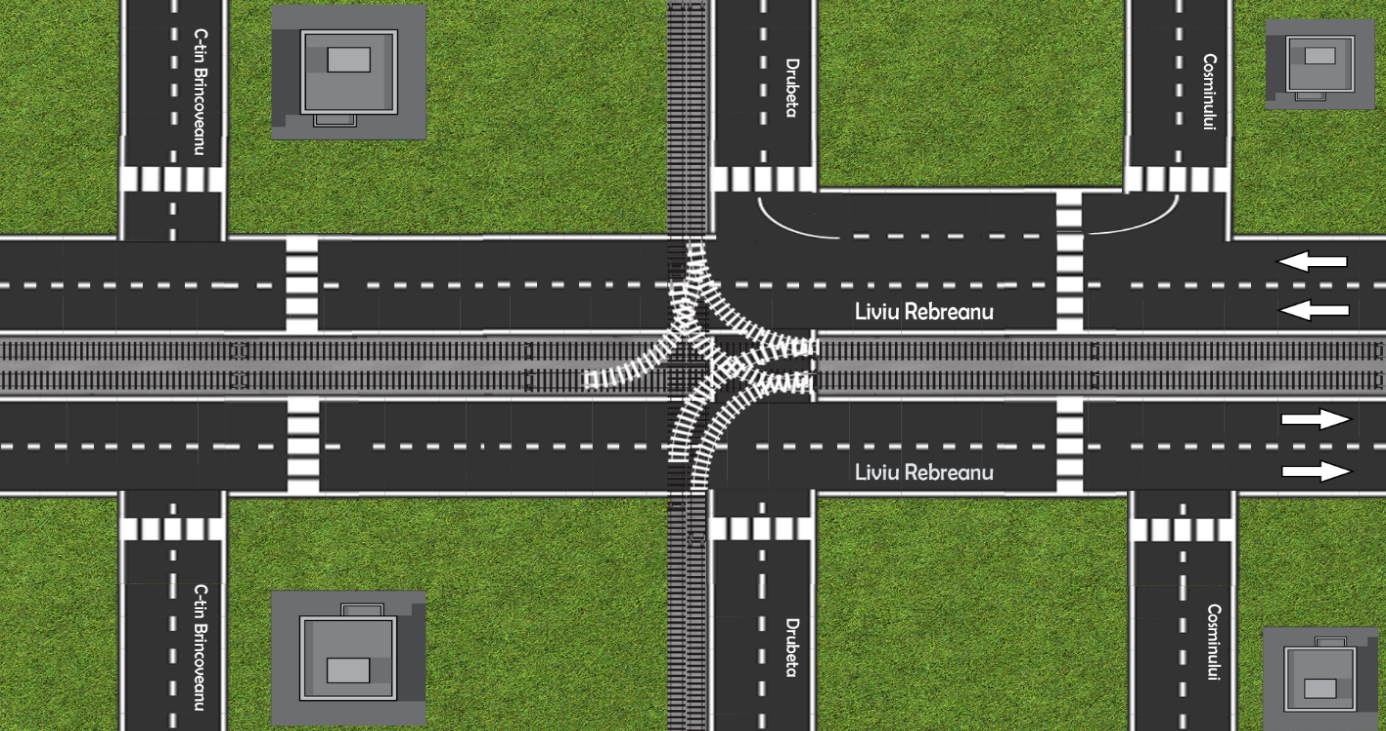 C-tin Brincoveanu
Drubeta
Cosminului
Liviu Rebreanu
Liviu Rebreanu
C-tin Brincoveanu
Drubeta
Cosminului